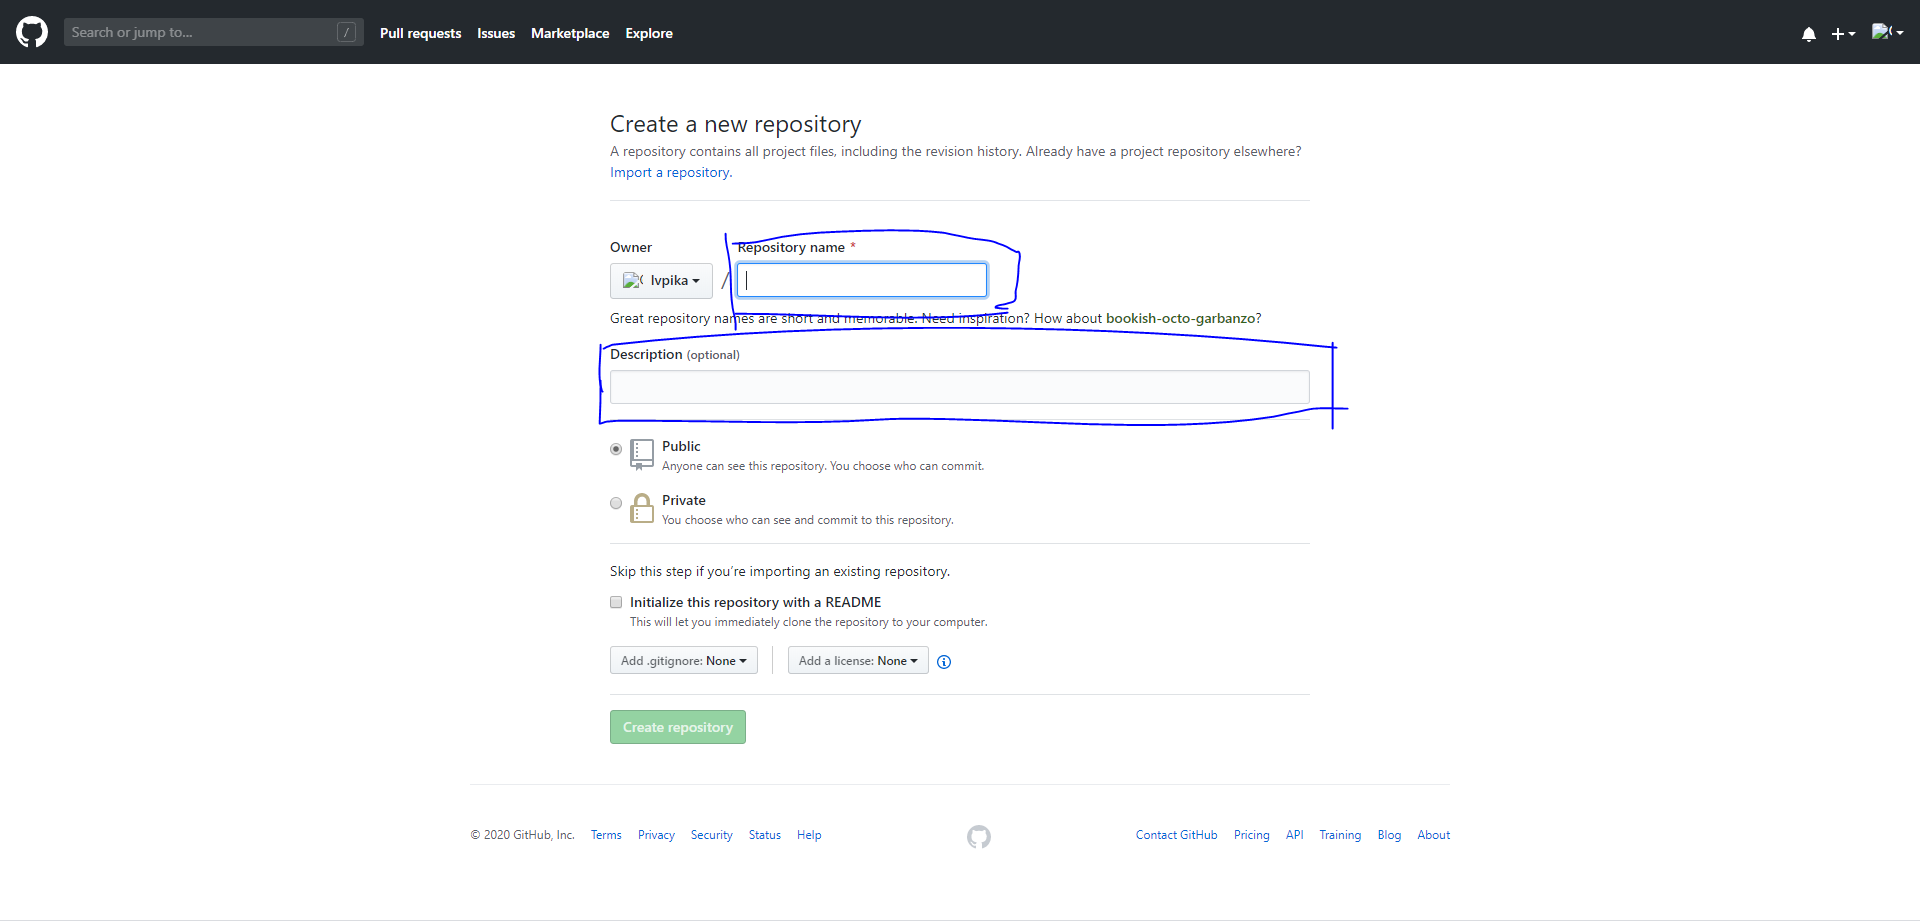 Search or jump to... /
Pull requests Issues Marketplace Explore
Create a new repository
A repository contains all project files, including the revision history. Already have a project repository elsewhere?
Import a repository.
Owner Repository name *
lvpika /
Great repository names are short and memorable. Need inspiration? How about bookish-octo-garbanzo?
Description (optional)
Public
Anyone can see this repository. You choose who can commit.
Private
You choose who can see and commit to this repository.
Skip this step if you're importing an existing repository.
Initialize this repository with a README
This will let you immediately clone the repository to your computer.
Add .gitignore: None Add a license: None
Create repository
© 2020 GitHub, Inc. Terms Privacy Security Status Help Contact GitHub Pricing API Training Blog About